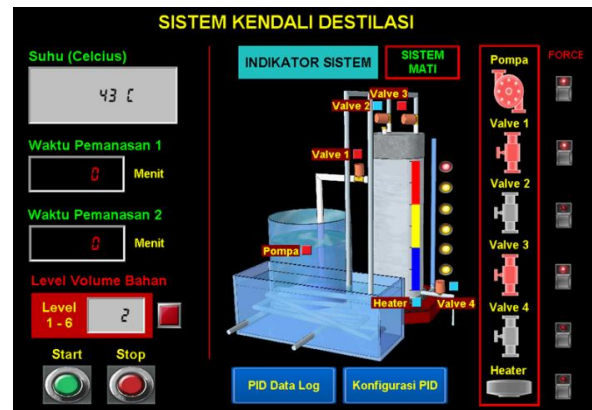 SISTEM KENDALI DESTILASI
Suhu (Celcius)
43 C
Waktu Pemanasan 1
0 Menit
Waktu Pemanasan 2
0 Menit
Level Volume Bahan
Level
1 - 6
2
Start Stop
INDIKATOR SISTEM
SISTEM
MATI
Valve 3
Valve 2
Valve 1
Pompa
Heater
Valve 4
PID Data Log
Konfigurasi PID
Pompa
FORCE
Valve 1
Valve 2
Valve 3
Valve 4
Heater